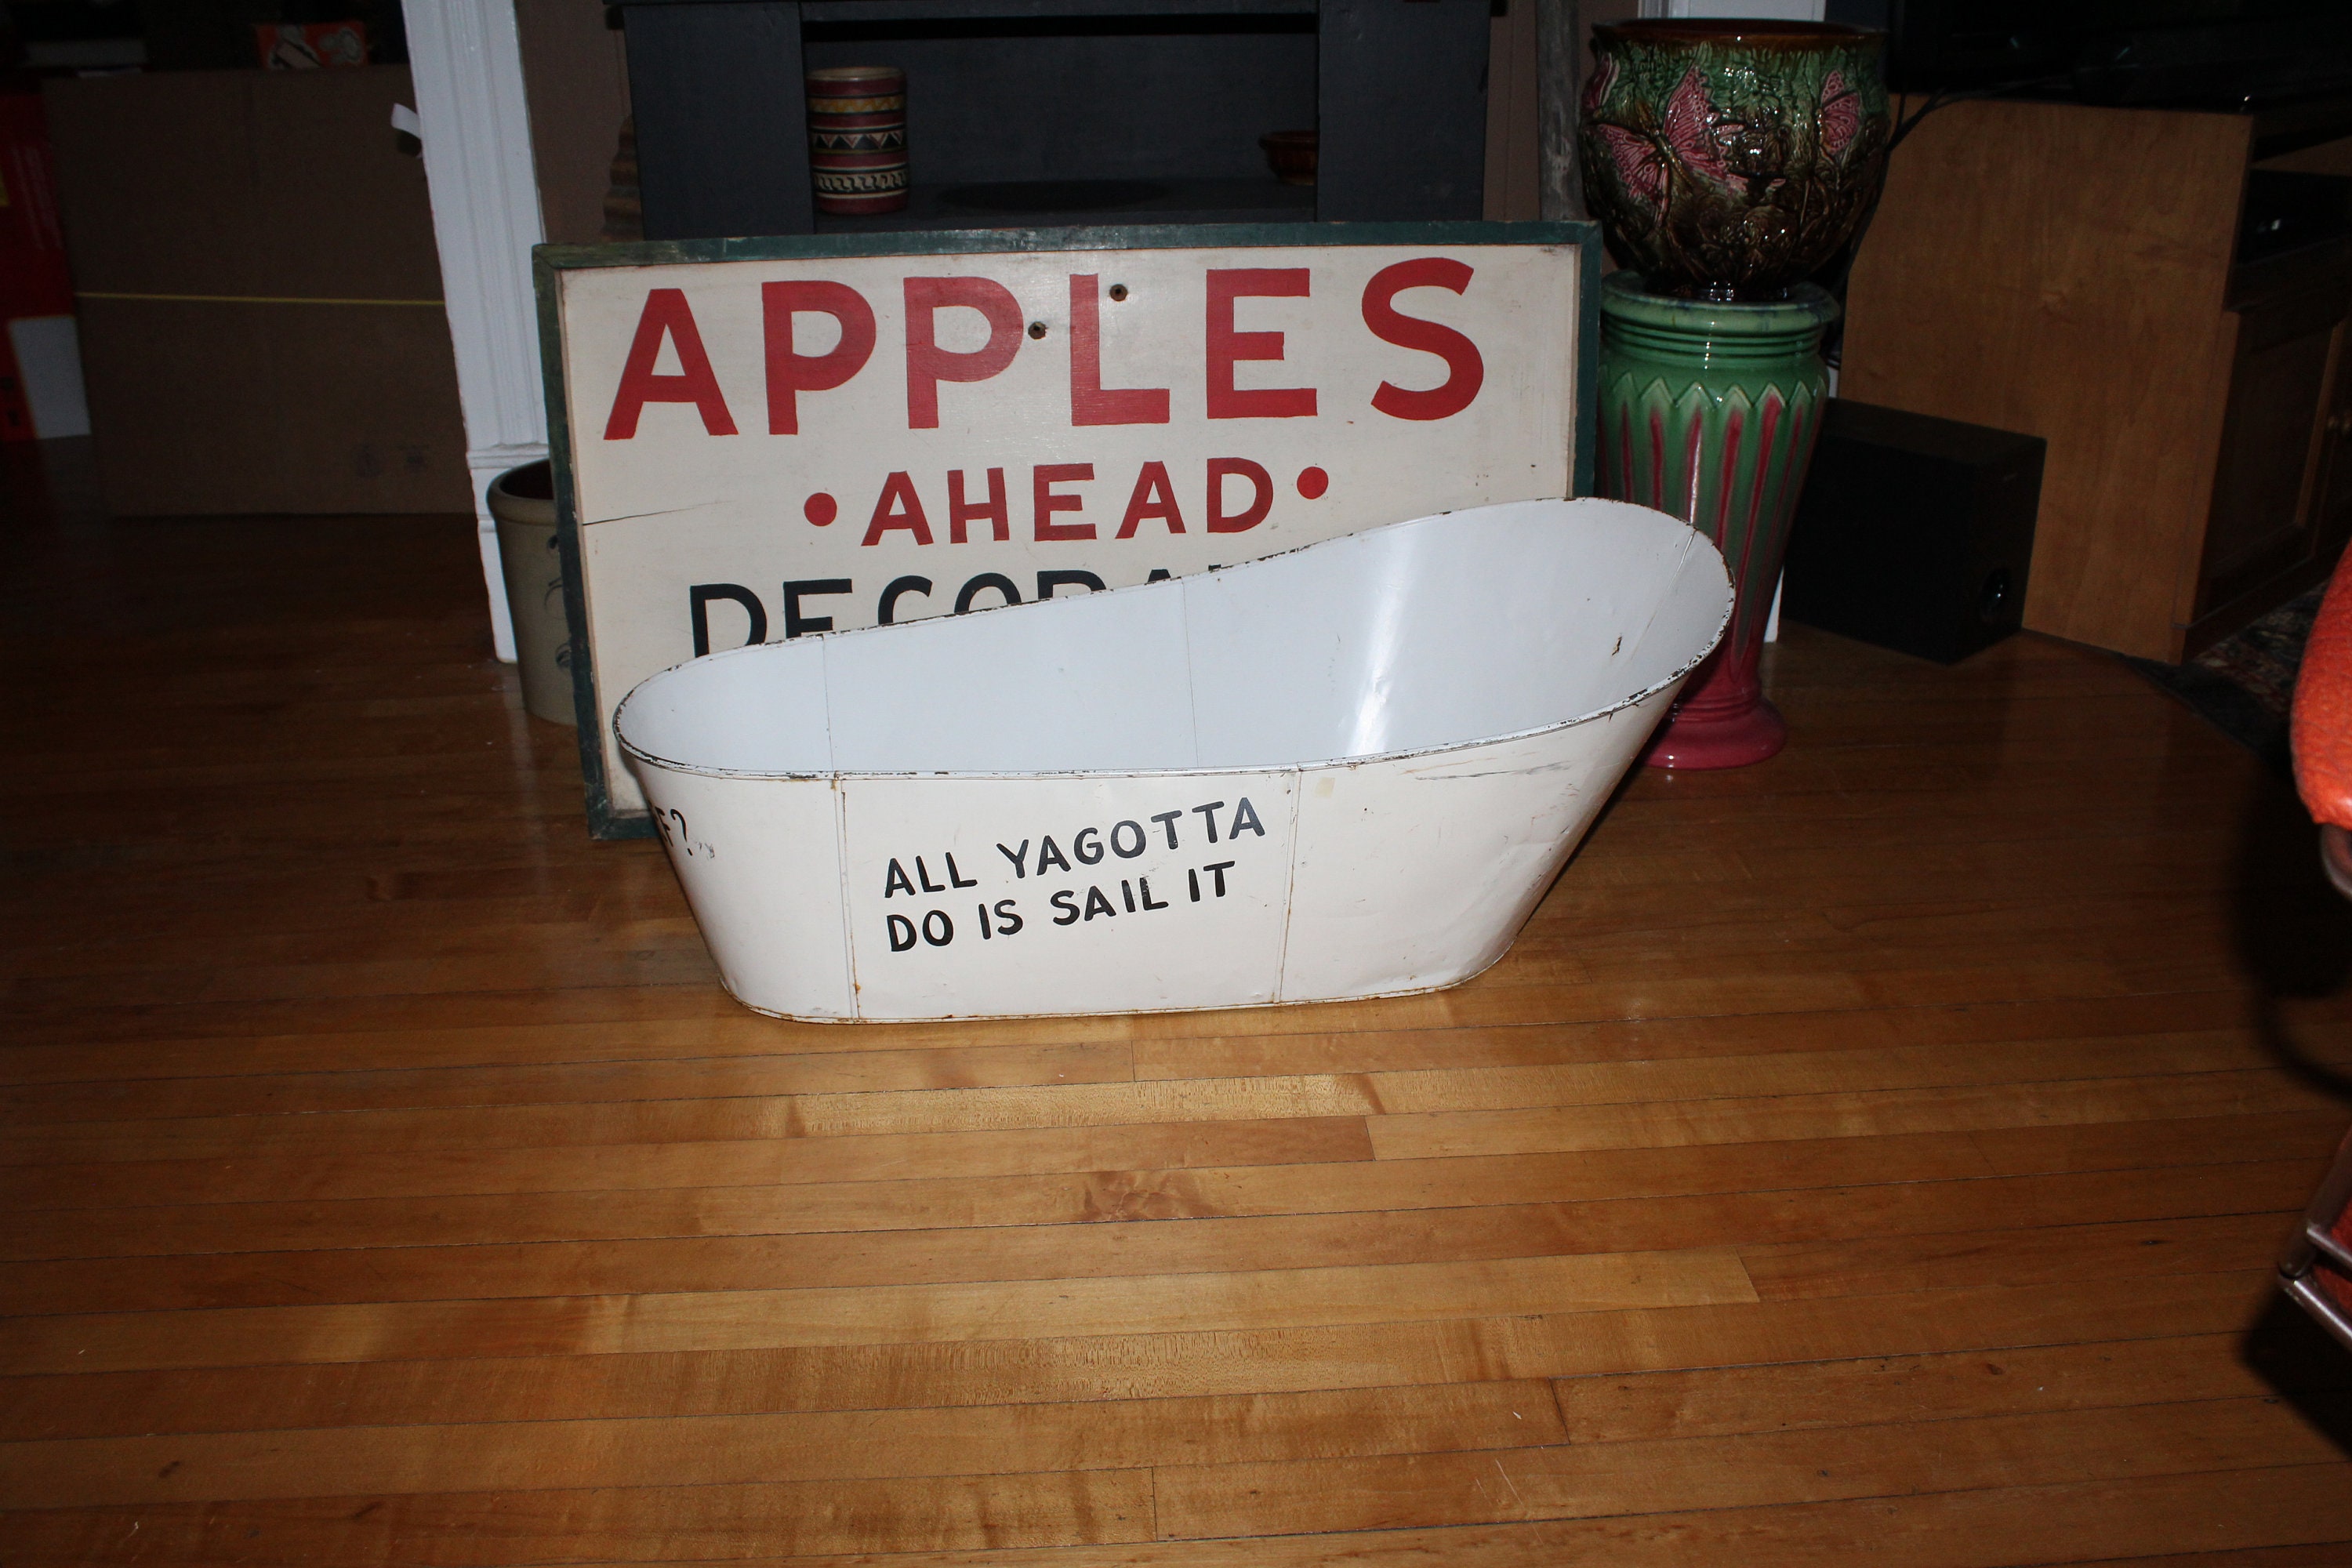 APPLES
• AHEAD •
ALL YAGOTTA
DO IS SAIL IT